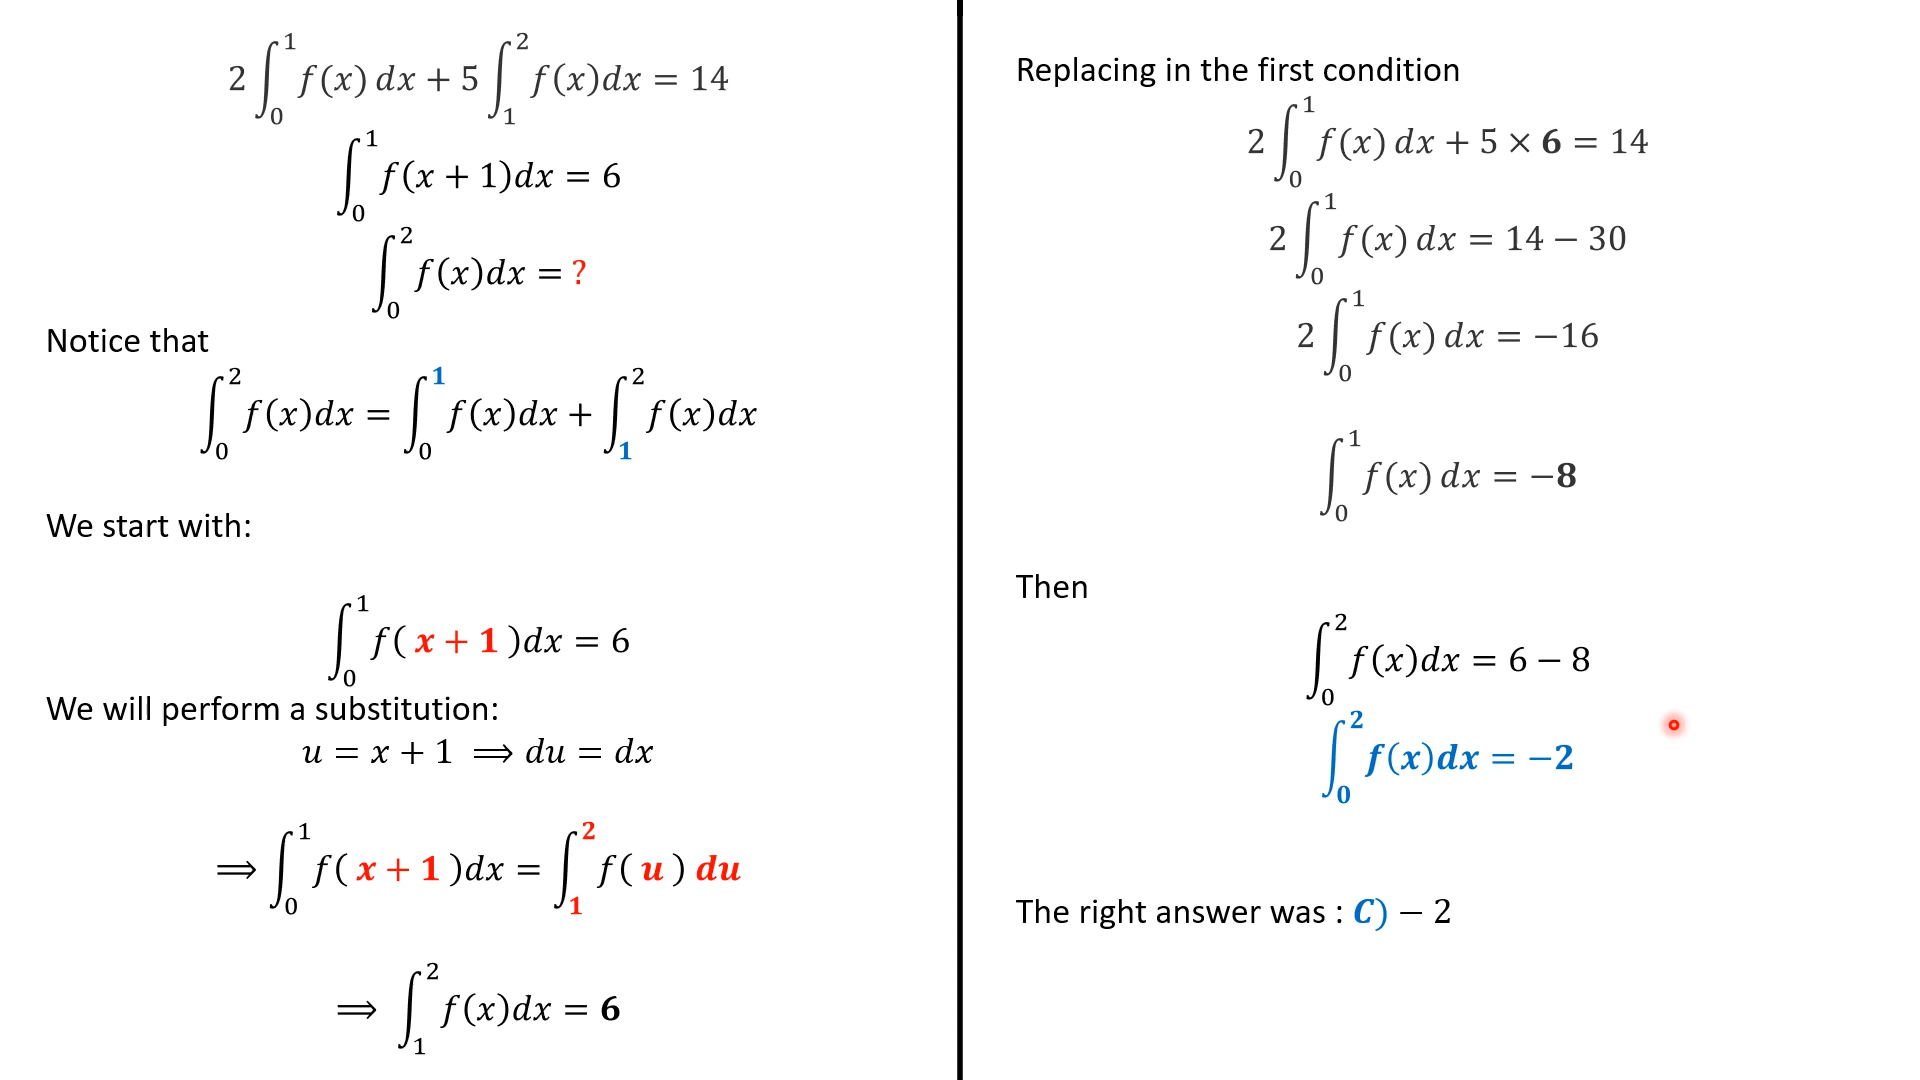 2∫₀¹ f(x) dx + 5∫₁² f(x)dx = 14
∫₀¹ f(x + 1)dx = 6
∫₀² f(x)dx = ?
Notice that
∫₀² f(x)dx = ∫₀¹ f(x)dx + ∫₁² f(x)dx
We start with:
∫₀¹ f( x + 1 )dx = 6
We will perform a substitution:
u = x + 1 ⟹ du = dx
⟹ ∫₀¹ f( x + 1 )dx = ∫₁² f( u ) du
⟹ ∫₁² f(x)dx = 6
Replacing in the first condition
2∫₀¹ f(x) dx + 5 × 6 = 14
2∫₀¹ f(x) dx = 14 − 30
2∫₀¹ f(x) dx = −16
∫₀¹ f(x) dx = −8
Then
∫₀² f(x)dx = 6 − 8
∫₀² f(x)dx = −2
The right answer was : C) − 2